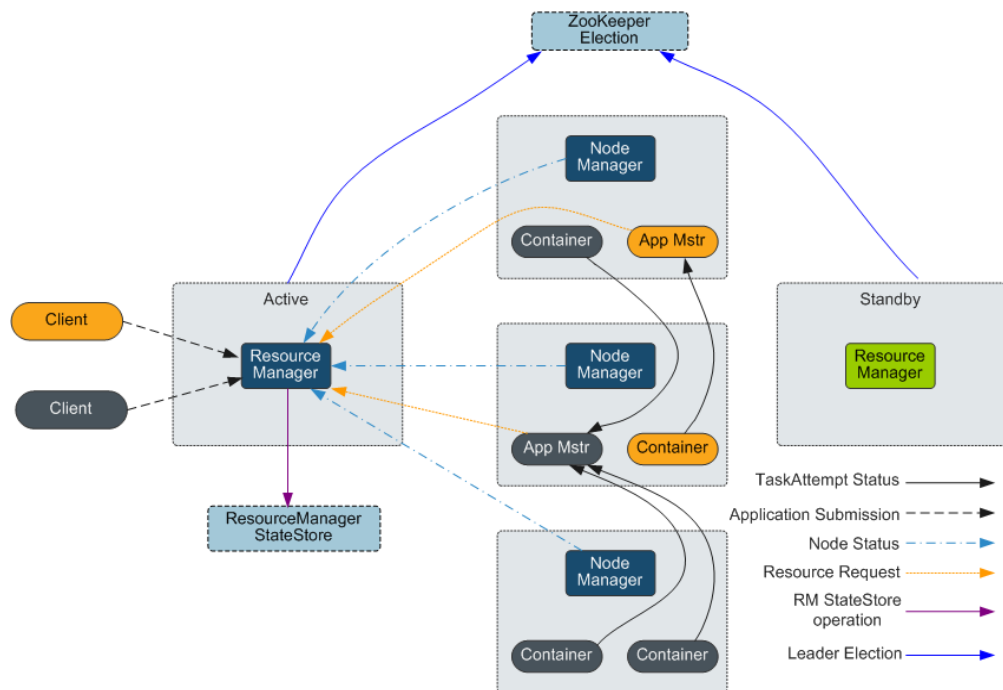 ZooKeeper
Election
Node
Manager
Container
App Mstr
Active
Standby
Client
Resource
Manager
Node
Manager
Resource
Manager
Client
App Mstr
Container
TaskAttempt Status
ResourceManager
StateStore
Application Submission
Node
Manager
Node Status
Resource Request
RM StateStore
operation
Container
Container
Leader Election